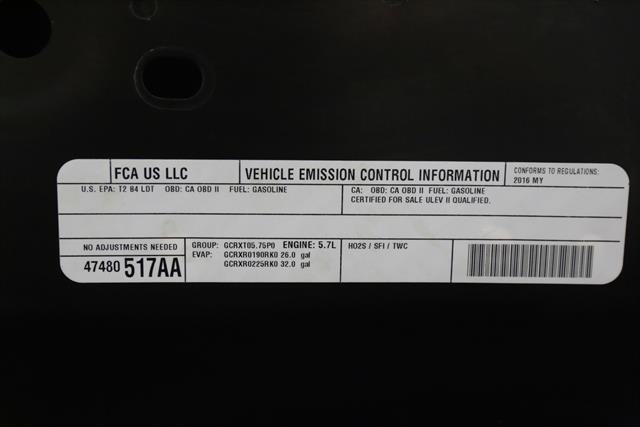 FCA US LLC
VEHICLE EMISSION CONTROL INFORMATION
CONFORMS TO REGULATIONS:
2016 MY
U.S. EPA: T2 B4 LDT OBD: CA OBD II FUEL: GASOLINE
CA: OBD: CA OBD II FUEL: GASOLINE
CERTIFIED FOR SALE ULEV II QUALIFIED.
NO ADJUSTMENTS NEEDED
47480 517AA
GROUP: GCRXT05.75P0 ENGINE: 5.7L
EVAP: GCRXR0190RK0 26.0 gal
GCRXR0225RK0 32.0 gal
HO2S / SFI / TWC